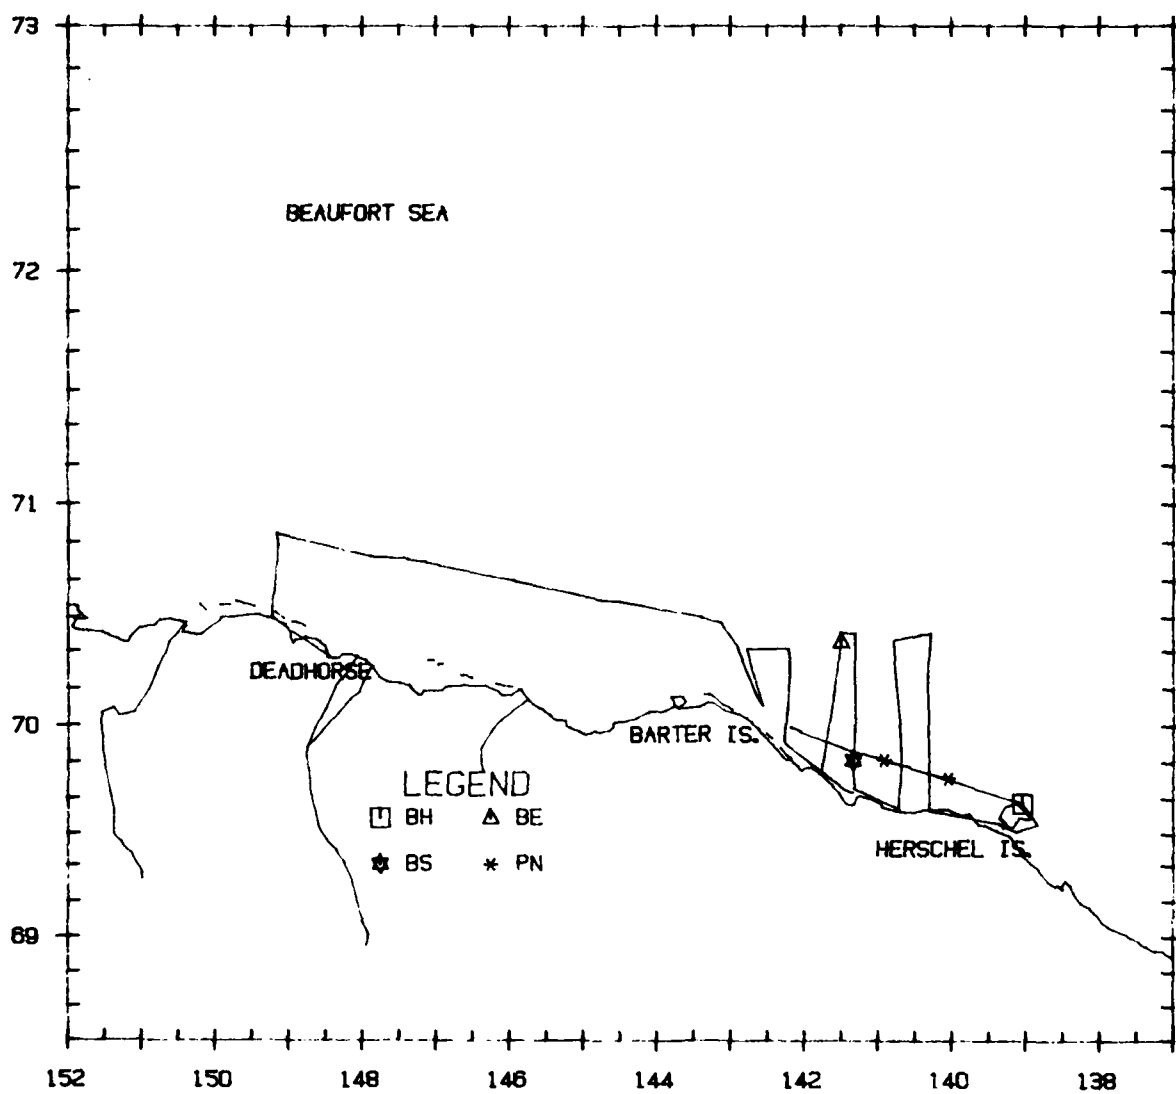 73
BEAUFORT SEA
72
71
DEADHORSE
70
BARTER IS.
LEGEND
BH BE
HERSCHEL IS.
BS PN
69
152 150 148 146 144 142 140 138